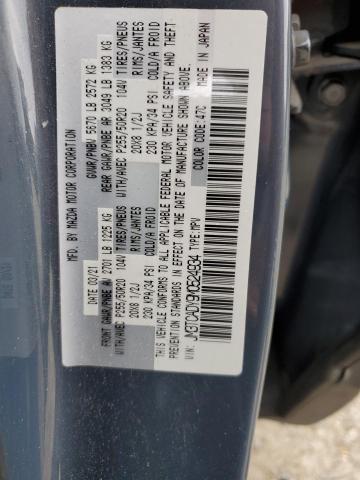 MFD. BY MAZDA MOTOR CORPORATION
DATE: 03/21 GVWR/PNBV 5670 LB 2572 KG
FRONT GAWR/PNBE AV 2701 LB 1225 KG REAR GAWR/PNBE AR 3049 LB 1383 KG
WITH/AVEC P255/50R20 104V TIRES/PNEUS WITH/AVEC P255/50R20 104V TIRES/PNEUS
20X8 1/2J RIMS/JANTES 20X8 1/2J RIMS/JANTES
230 KPA/34 PSI COLD/A FROID 230 KPA/34 PSI COLD/A FROID
THIS VEHICLE CONFORMS TO ALL APPLICABLE FEDERAL MOTOR VEHICLE SAFETY AND THEFT
PREVENTION STANDARDS IN EFFECT ON THE DATE OF MANUFACTURE SHOWN ABOVE.
JM3TCADY9N0524934 TYPE:MPV COLOR CODE:47C MADE IN JAPAN